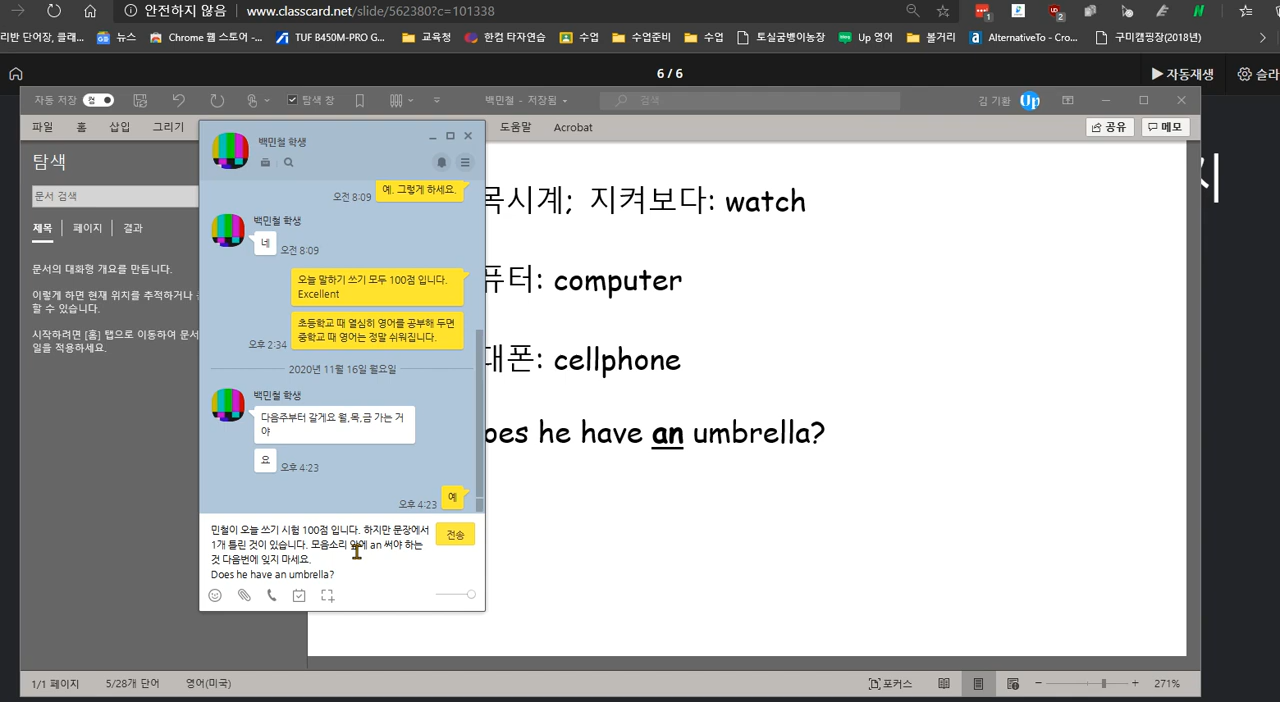 안전하지 않음 www.classcard.net/slide/562380?c=101338
1
2
리반 단어장, 클래...
뉴스
Chrome 웹 스토어 -...
TUF B450M-PRO G...
교육청
한컴 타자연습
수업
수업준비
수업
토실굼벵이농장
Up 영어
볼거리
AlternativeTo - Cro...
구미캠핑장(2018년)
6 / 6
자동재생
슬라
자동 저장
탐색 창
백민철 - 저장됨
검색
김 기환
Up
파일
홈
삽입
그리기
도움말
Acrobat
공유
메모
탐색
문서 검색
제목
페이지
결과
문서의 대화형 개요를 만듭니다.
이렇게 하면 현재 위치를 추적하거나
할 수 있습니다.
시작하려면 [홈] 탭으로 이동하여 문서
일을 적용하세요.
백민철 학생
예. 그렇게 하세요.
오전 8:09
백민철 학생
네
오전 8:09
오늘 말하기 쓰기 모두 100점 입니다.
Excellent
초등학교 때 열심히 영어를 공부해 두면
중학교 때 영어는 정말 쉬워집니다.
오후 2:34
2020년 11월 16일 월요일
백민철 학생
다음주부터 갈게요 월,목,금 가는 거
야
요
오후 4:23
예
오후 4:23
민철이 오늘 쓰기 시험 100점 입니다. 하지만 문장에서
1개 틀린 것이 있습니다. 모음소리 앞에 an 써야 하는
것 다음번에 잊지 마세요.
Does he have an umbrella?
전송
목시계; 지켜보다: watch
퓨터: computer
대폰: cellphone
oes he have an umbrella?
1/1 페이지
5/28개 단어
영어(미국)
포커스
271%